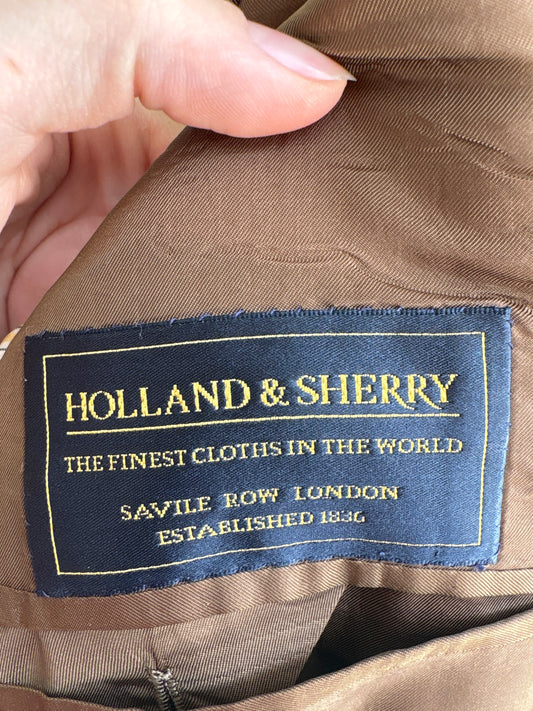 HOLLAND & SHERRY
THE FINEST CLOTHS IN THE WORLD
SAVILE ROW LONDON
ESTABLISHED 1836